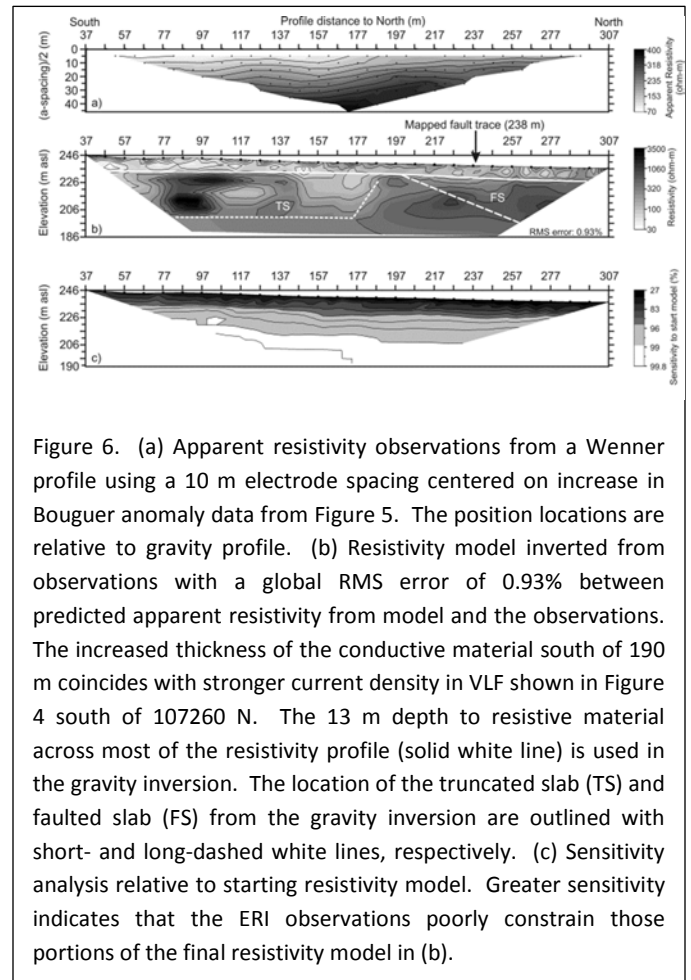 South Profile distance to North (m) North
37 57 77 97 117 137 157 177 197 217 237 257 277 307
(a-spacing)/2 (m)
0
10
20
30
40
a)
400
318
235
153
70
Apparent Resistivity (ohm-m)
Mapped fault trace (238 m)
37 57 77 97 117 137 157 177 197 217 237 257 277 307
Elevation (m asl)
246
226
206
186
b)
TS
FS
RMS error: 0.93%
3500
1060
320
100
30
Resistivity (ohm-m)
37 57 77 97 117 137 157 177 197 217 237 257 277 307
Elevation (m asl)
246
226
206
190
c)
27
83
96
99
99.8
Sensitivity to start model (%)
Figure 6. (a) Apparent resistivity observations from a Wenner
profile using a 10 m electrode spacing centered on increase in
Bouguer anomaly data from Figure 5. The position locations are
relative to gravity profile. (b) Resistivity model inverted from
observations with a global RMS error of 0.93% between
predicted apparent resistivity from model and the observations.
The increased thickness of the conductive material south of 190
m coincides with stronger current density in VLF shown in Figure
4 south of 107260 N. The 13 m depth to resistive material
across most of the resistivity profile (solid white line) is used in
the gravity inversion. The location of the truncated slab (TS) and
faulted slab (FS) from the gravity inversion are outlined with
short- and long-dashed white lines, respectively. (c) Sensitivity
analysis relative to starting resistivity model. Greater sensitivity
indicates that the ERI observations poorly constrain those
portions of the final resistivity model in (b).